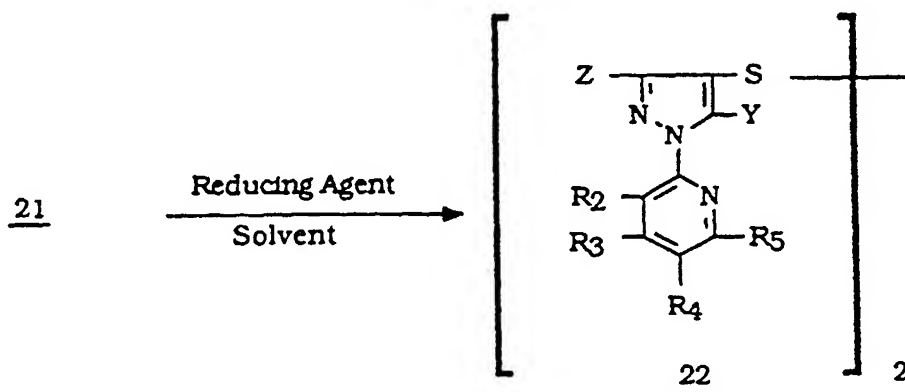 Z S
N N Y
Reducing Agent
21
Solvent
R2 N
R3 R5
R4
22 2